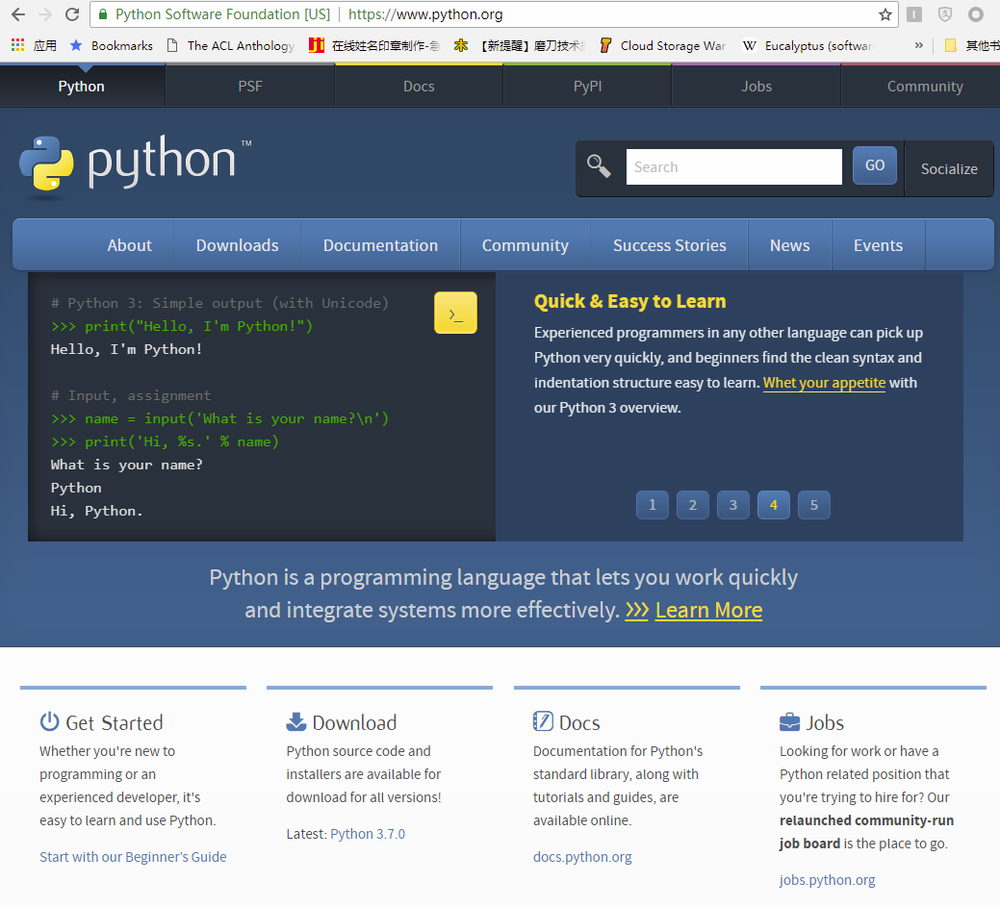 Python Software Foundation [US] | https://www.python.org
应用 Bookmarks The ACL Anthology 在线姓名印章制作- 【新提醒】磨刀技术 Cloud Storage War W Eucalyptus (softwar » 其他书
Python PSF Docs PyPI Jobs Community
python™
Search GO Socialize
About Downloads Documentation Community Success Stories News Events
# Python 3: Simple output (with Unicode)
>>> print("Hello, I'm Python!")
Hello, I'm Python!
# Input, assignment
>>> name = input('What is your name?\n')
>>> print('Hi, %s.' % name)
What is your name?
Python
Hi, Python.
>_
Quick & Easy to Learn
Experienced programmers in any other language can pick up
Python very quickly, and beginners find the clean syntax and
indentation structure easy to learn. Whet your appetite with
our Python 3 overview.
1 2 3 4 5
Python is a programming language that lets you work quickly
and integrate systems more effectively. >>> Learn More
Get Started
Whether you're new to
programming or an
experienced developer, it's
easy to learn and use Python.
Start with our Beginner's Guide
Download
Python source code and
installers are available for
download for all versions!
Latest: Python 3.7.0
Docs
Documentation for Python's
standard library, along with
tutorials and guides, are
available online.
docs.python.org
Jobs
Looking for work or have a
Python related position that
you're trying to hire for? Our
relaunched community-run
job board is the place to go.
jobs.python.org